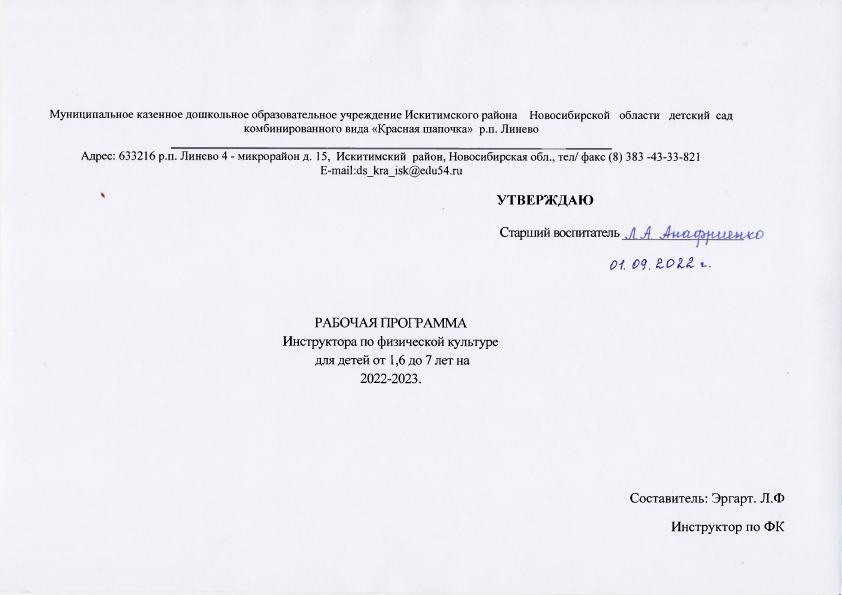 Муниципальное казенное дошкольное образовательное учреждение Искитимского района Новосибирской области детский сад
комбинированного вида «Красная шапочка» р.п. Линево
Адрес: 633216 р.п. Линево 4 - микрорайон д. 15, Искитимий район, Новосибирская обл., тел/ факс (8) 383 -43-33-821
E-mail:ds_kra_isk@edu54.ru
УТВЕРЖДАЮ
Старший воспитатель Л.А. Анафриенко
01.09.2022 г.
РАБОЧАЯ ПРОГРАММА
Инструктора по физической культуре
для детей от 1,6 до 7 лет на
2022-2023.
Составитель: Эргарт. Л.Ф
Инструктор по ФК